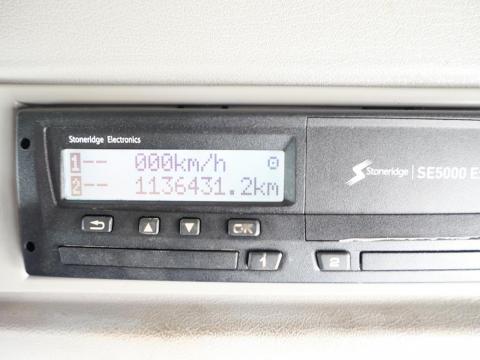 Stoneridge Electronics
1-- 000km/h
2-- 1136431.2km
Stoneridge | SE5000 E
OK
1
2